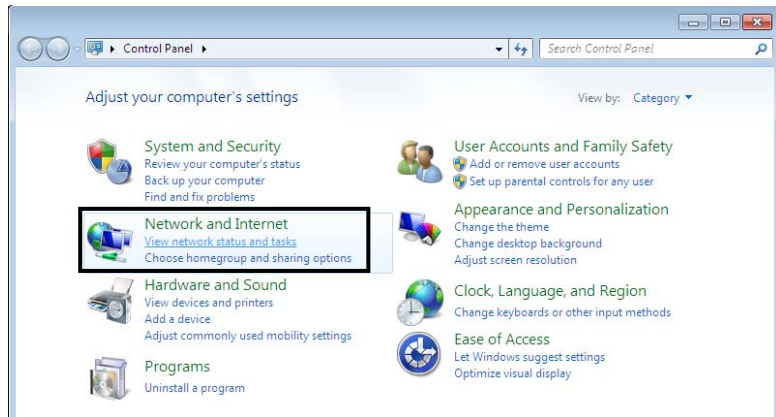 Control Panel
Search Control Panel
Adjust your computer's settings
View by: Category
System and Security
Review your computer's status
Back up your computer
Find and fix problems
Network and Internet
View network status and tasks
Choose homegroup and sharing options
Hardware and Sound
View devices and printers
Add a device
Adjust commonly used mobility settings
Programs
Uninstall a program
User Accounts and Family Safety
Add or remove user accounts
Set up parental controls for any user
Appearance and Personalization
Change the theme
Change desktop background
Adjust screen resolution
Clock, Language, and Region
Change keyboards or other input methods
Ease of Access
Let Windows suggest settings
Optimize visual display